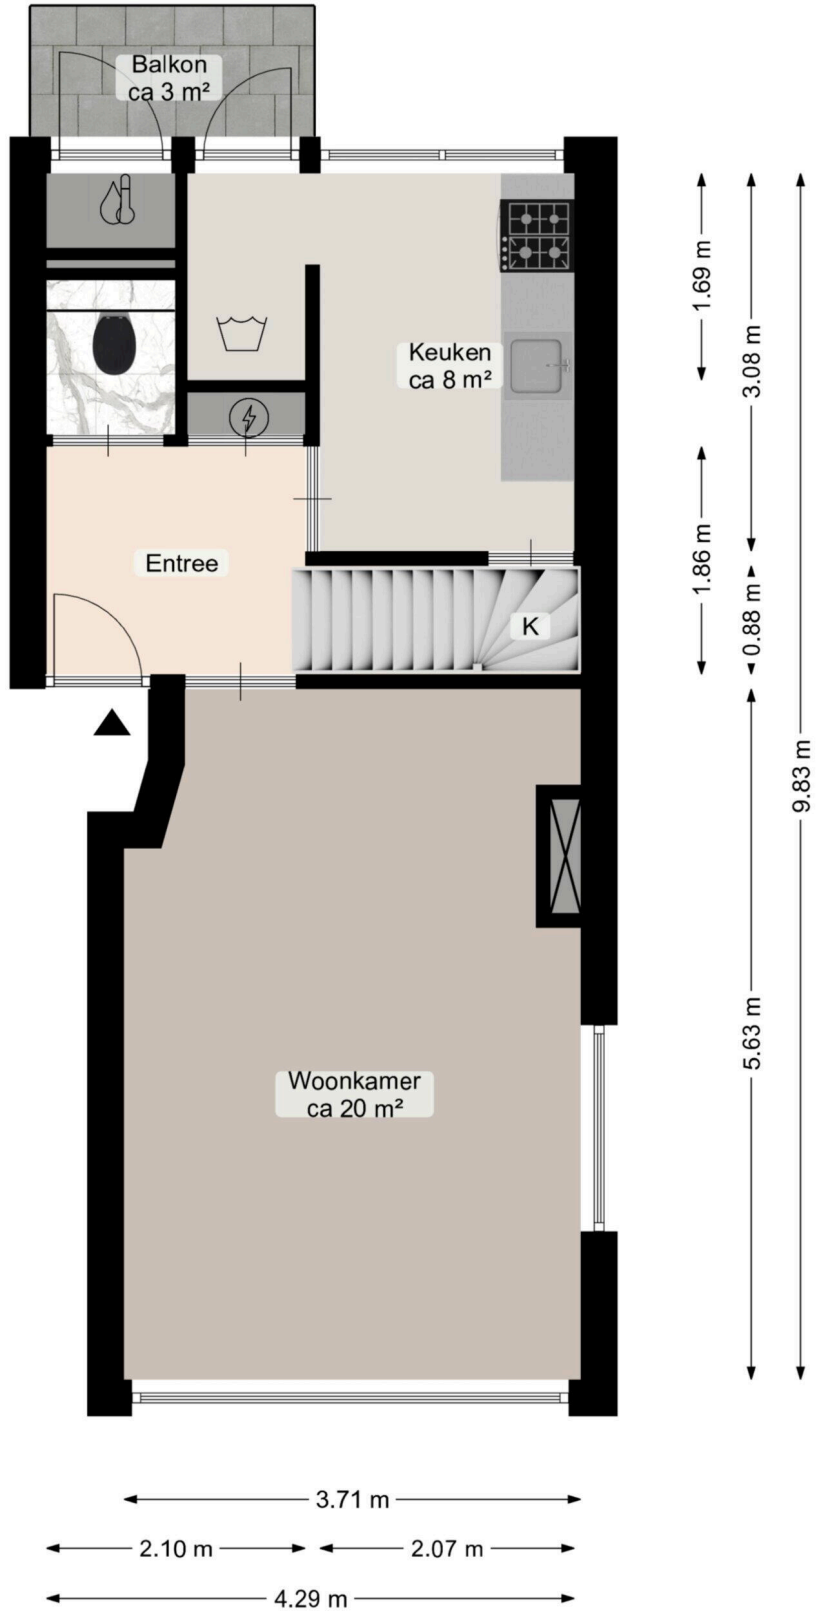 Balkon
ca 3 m²
Keuken
ca 8 m²
Entree
K
Woonkamer
ca 20 m²
1.69 m
3.08 m
1.86 m
0.88 m
9.83 m
5.63 m
3.71 m
2.10 m
2.07 m
4.29 m